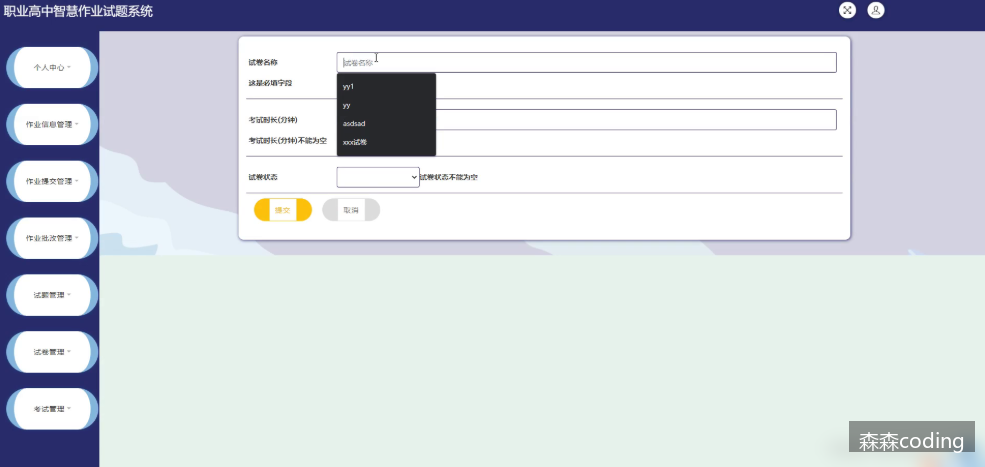 职业高中智慧作业试题系统
个人中心
作业信息管理
作业提交管理
作业批改管理
试题管理
试卷管理
考试管理
试卷名称
试卷名称
这是必填字段
yy1
yy
asdsad
xxx试卷
考试时长(分钟)
考试时长(分钟)不能为空
试卷状态
试卷状态不能为空
提交
取消
森森coding